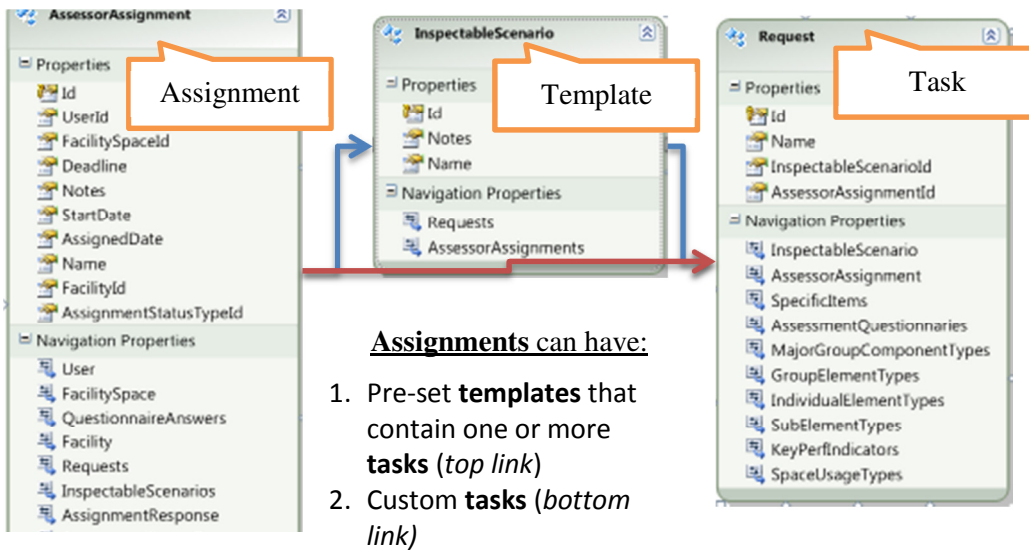 AssessorAssignment
Assignment
Properties
Id
UserId
FacilitySpaceId
Deadline
Notes
StartDate
AssignedDate
Name
FacilityId
AssignmentStatusTypeId
Navigation Properties
User
FacilitySpace
QuestionnaireAnswers
Facility
Requests
InspectableScenarios
AssignmentResponse
InspectableScenario
Template
Properties
Id
Notes
Name
Navigation Properties
Requests
AssessorAssignments
Assignments can have:
1. Pre-set templates that
contain one or more
tasks (top link)
2. Custom tasks (bottom
link)
Request
Task
Properties
Id
Name
InspectableScenarioId
AssessorAssignmentId
Navigation Properties
InspectableScenario
AssessorAssignment
SpecificItems
AssessmentQuestionnaries
MajorGroupComponentTypes
GroupElementTypes
IndividualElementTypes
SubElementTypes
KeyPerfIndicators
SpaceUsageTypes